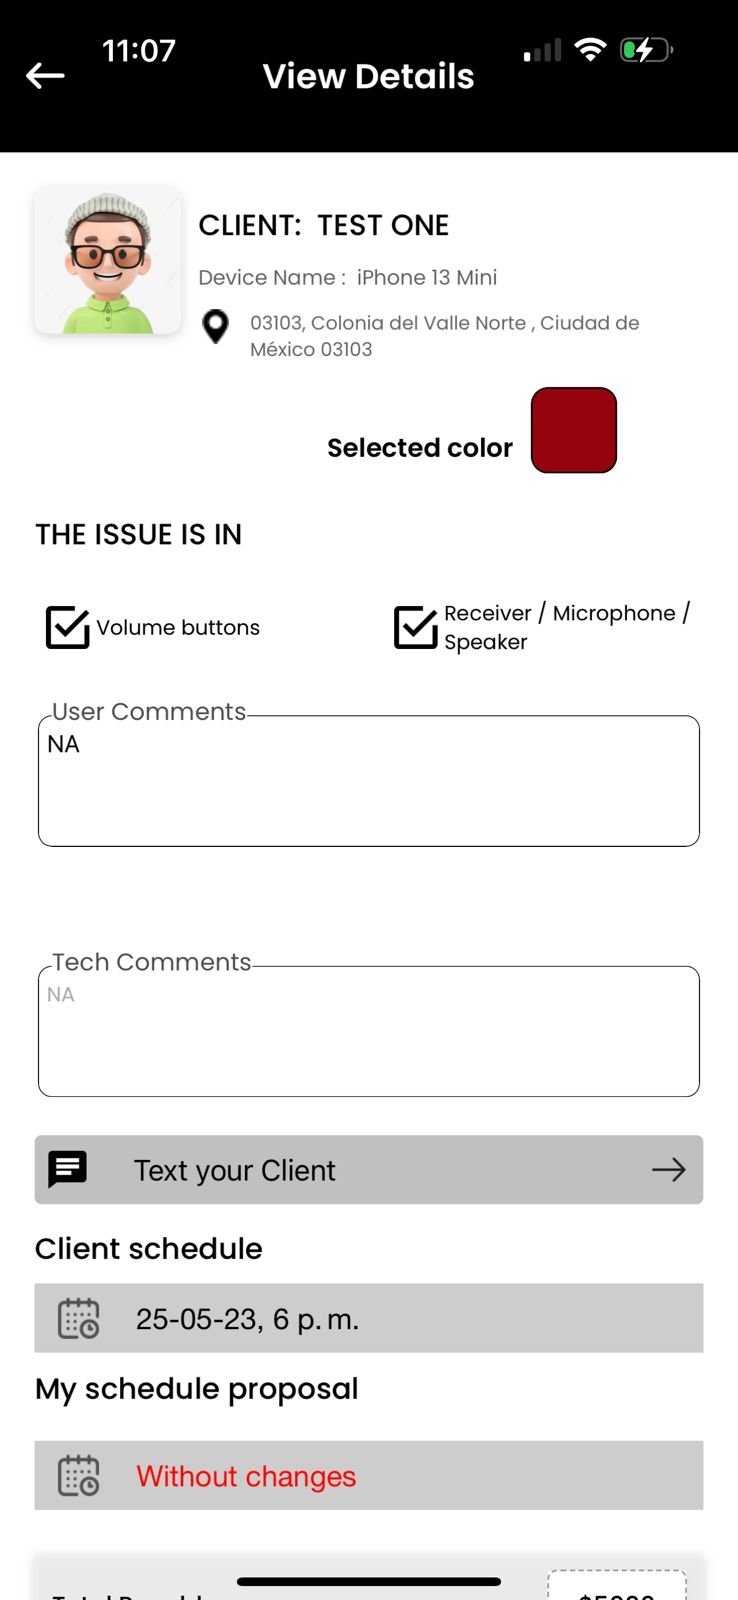 11:07
View Details
CLIENT: TEST ONE
Device Name : iPhone 13 Mini
03103, Colonia del Valle Norte , Ciudad de
México 03103
Selected color
THE ISSUE IS IN
Volume buttons
Receiver / Microphone /
Speaker
User Comments
NA
Tech Comments
NA
Text your Client
Client schedule
25-05-23, 6 p. m.
My schedule proposal
Without changes